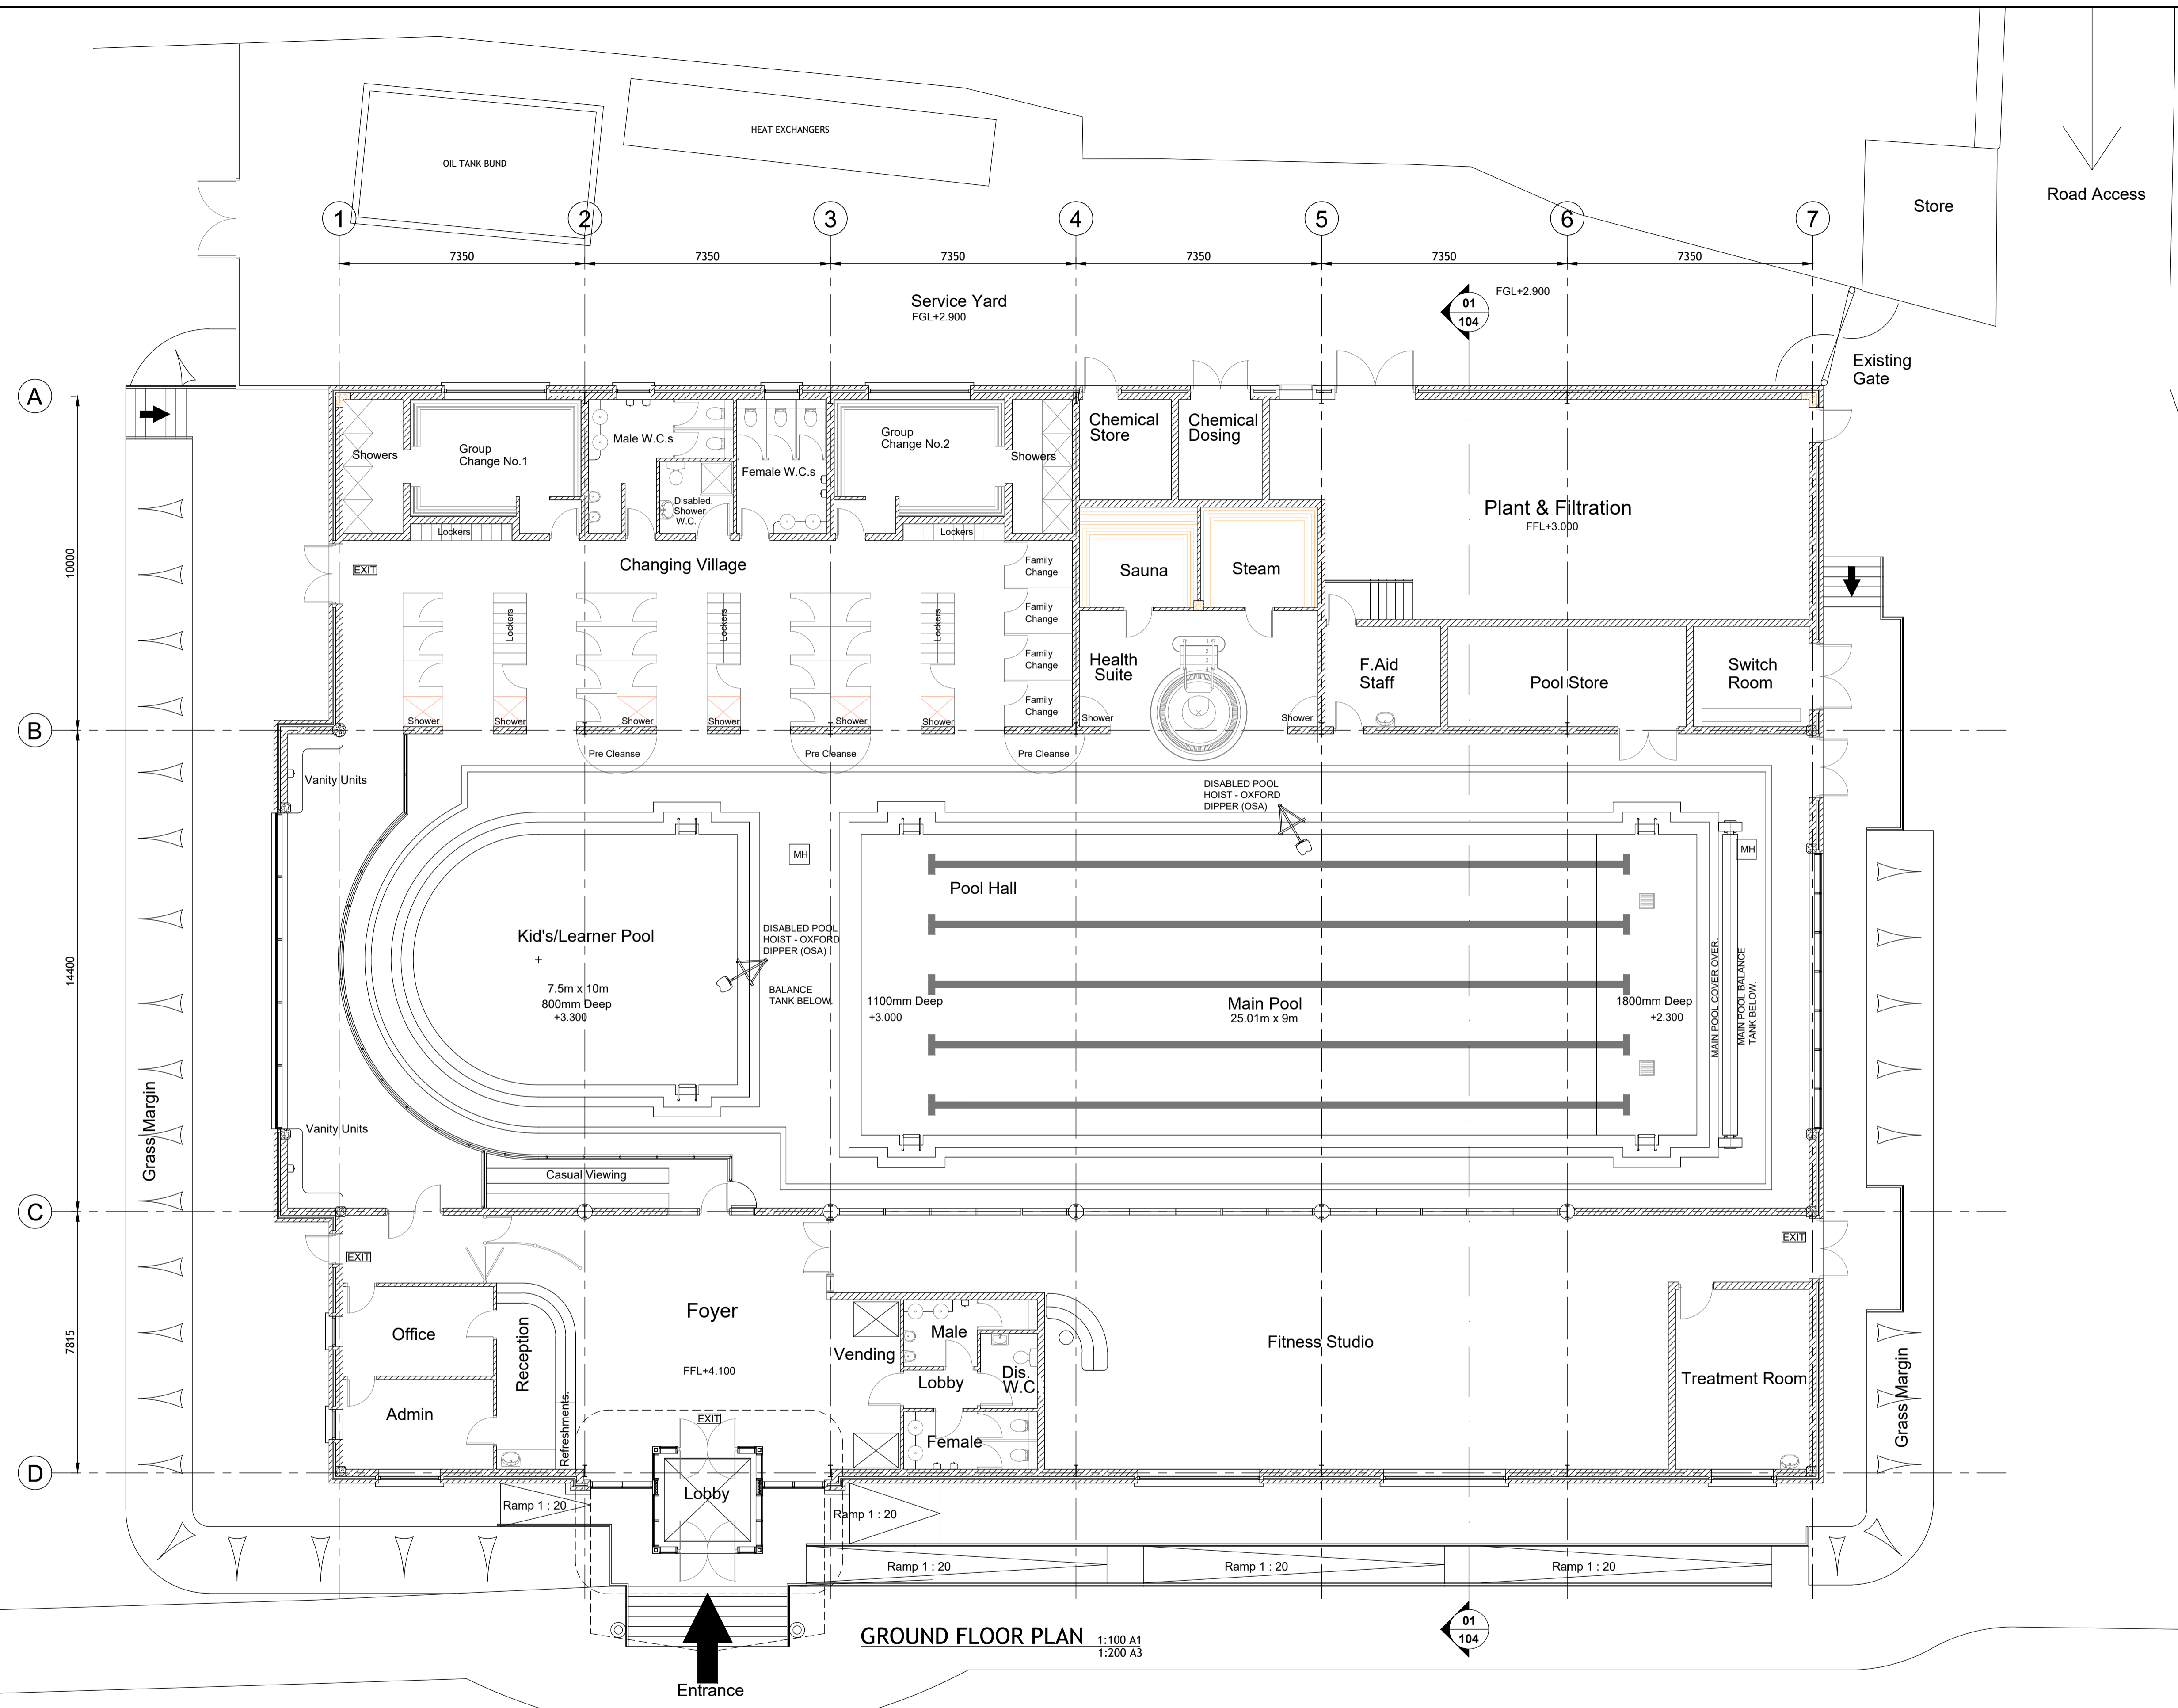 HEAT EXCHANGERS
OIL TANK BUND
Road Access
Store
1
2
3
4
5
6
7
7350
7350
7350
7350
7350
7350
Service Yard
FGL+2.900
01
104
FGL+2.900
Existing
Gate
A
Chemical
Store
Chemical
Dosing
Male W.C.s
Group
Change No.1
Group
Change No.2
Showers
Showers
Female W.C.s
Disabled.
Shower
W.C.
Plant & Filtration
FFL+3.000
Lockers
Lockers
10000
EXIT
Changing Village
Family
Change
Family
Change
Family
Change
Family
Change
Sauna
Steam
Lockers
Lockers
Lockers
1
2
3
4
Health
Suite
F.Aid
Staff
Pool Store
Switch
Room
Shower
Shower
Shower
Shower
Shower
Shower
Shower
Shower
B
Pre Cleanse
Pre Cleanse
Pre Cleanse
Vanity Units
DISABLED POOL
HOIST - OXFORD
DIPPER (OSA)
MH
MH
Pool Hall
Kid's/Learner Pool
DISABLED POOL
HOIST - OXFORD
DIPPER (OSA)
14400
7.5m x 10m
800mm Deep
+3.300
BALANCE
TANK BELOW.
1100mm Deep
+3.000
Main Pool
25.01m x 9m
1800mm Deep
+2.300
MAIN POOL COVER OVER.
MAIN POOL BALANCE
TANK BELOW.
Grass Margin
Vanity Units
Casual Viewing
C
EXIT
EXIT
Foyer
Office
Reception
Vending
Male
Fitness Studio
7815
FFL+4.100
Lobby
Dis.
W.C.
Treatment Room
Grass Margin
Admin
Refreshments.
EXIT
Female
D
Lobby
Ramp 1 : 20
Ramp 1 : 20
Ramp 1 : 20
Ramp 1 : 20
Ramp 1 : 20
01
104
GROUND FLOOR PLAN
1:100 A1
1:200 A3
Entrance